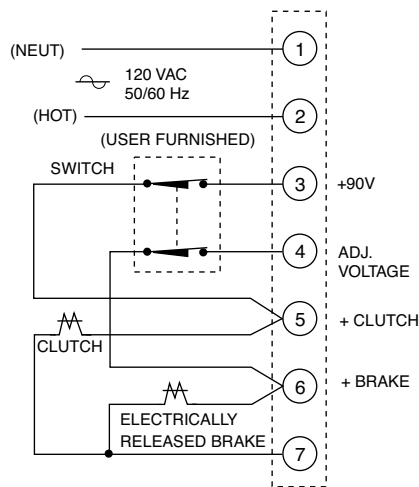 (NEUT)
1
120 VAC
50/60 Hz
(HOT)
2
(USER FURNISHED)
SWITCH
3
+90V
4
ADJ.
VOLTAGE
5
+ CLUTCH
CLUTCH
6
+ BRAKE
ELECTRICALLY
RELEASED BRAKE
7